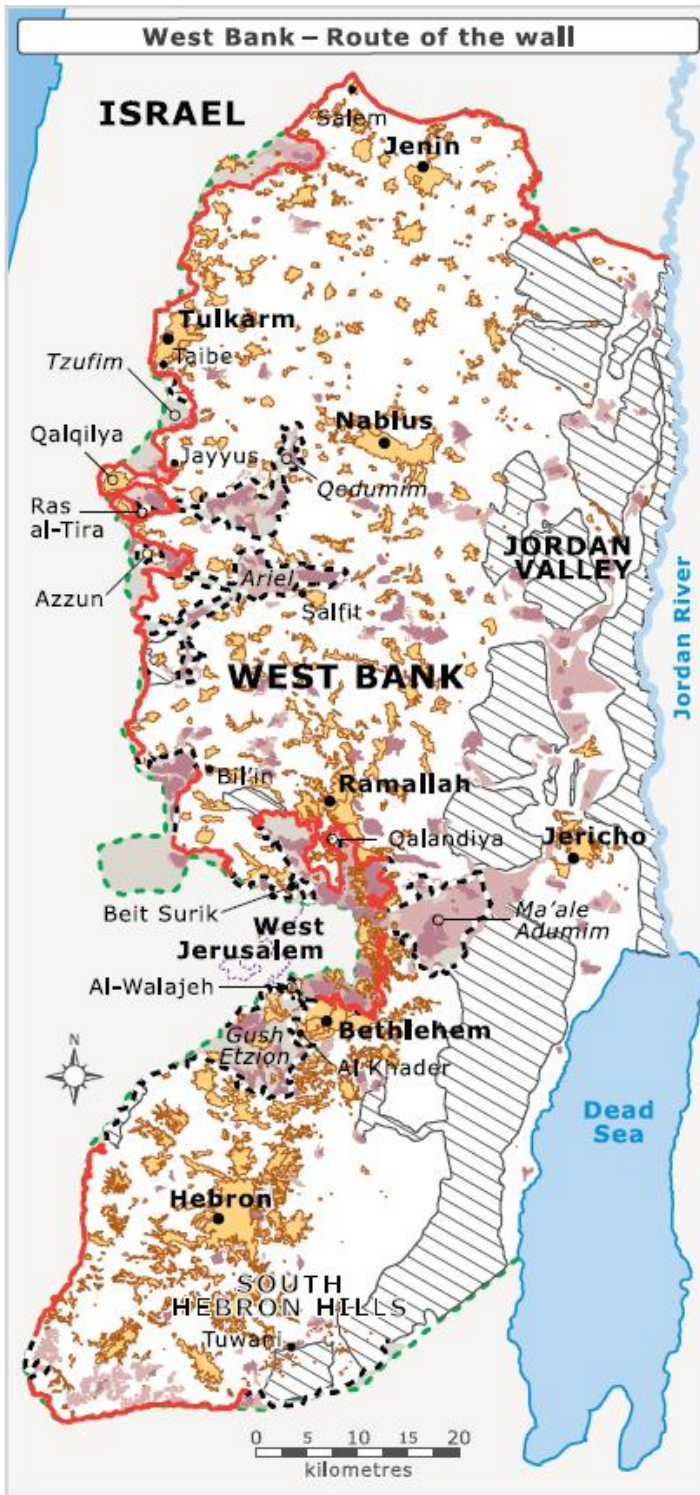 West Bank – Route of the wall
ISRAEL
Salem
Jenin
Tulkarm
Taibe
Tzufim
Nablus
Qalqilya
Jayyus
Qedumim
Ras
al-Tira
JORDAN
VALLEY
Azzun
Ariel
Salfit
WEST BANK
Jordan River
Bil'in
Ramallah
Qalandiya
Jericho
Beit Surik
West
Jerusalem
Ma'ale
Adumim
Al-Walajeh
Bethlehem
N
Gush
Etzion
Al Khader
Dead
Sea
Hebron
SOUTH
HEBRON HILLS
Tuwani
0 5 10 15 20
kilometres